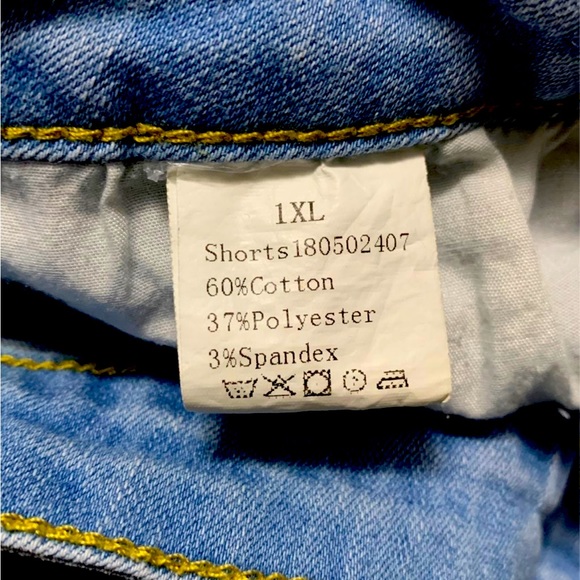 1XL
Shorts180502407
60%Cotton
37%Polyester
3%Spandex